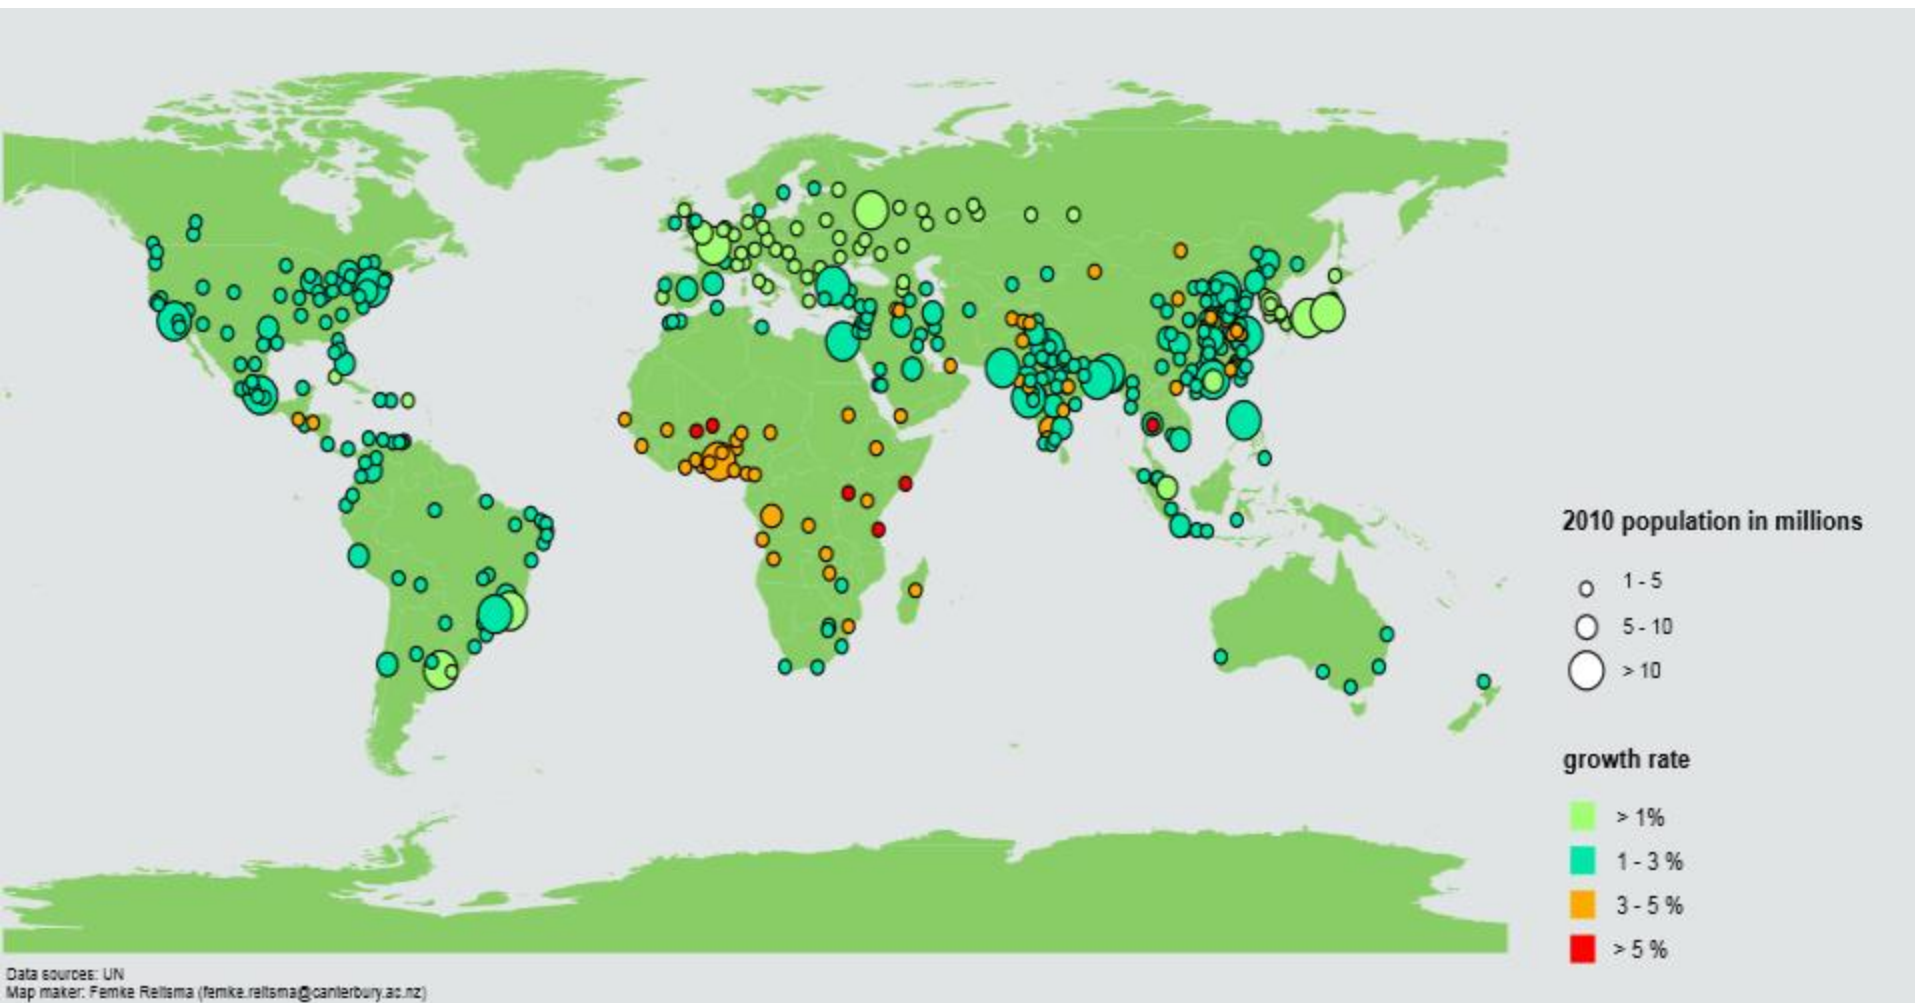 2010 population in millions
1 - 5
5 - 10
> 10
growth rate
> 1%
1 - 3 %
3 - 5 %
> 5 %
Data sources: UN
Map maker: Femke Reitsma (femke.reitsma@canterbury.ac.nz)